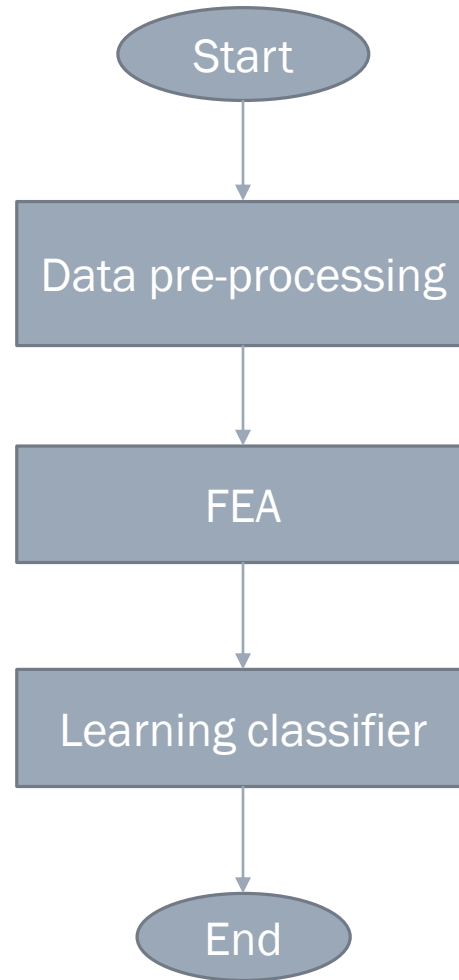 Start
Data pre-processing
FEA
Learning classifier
End